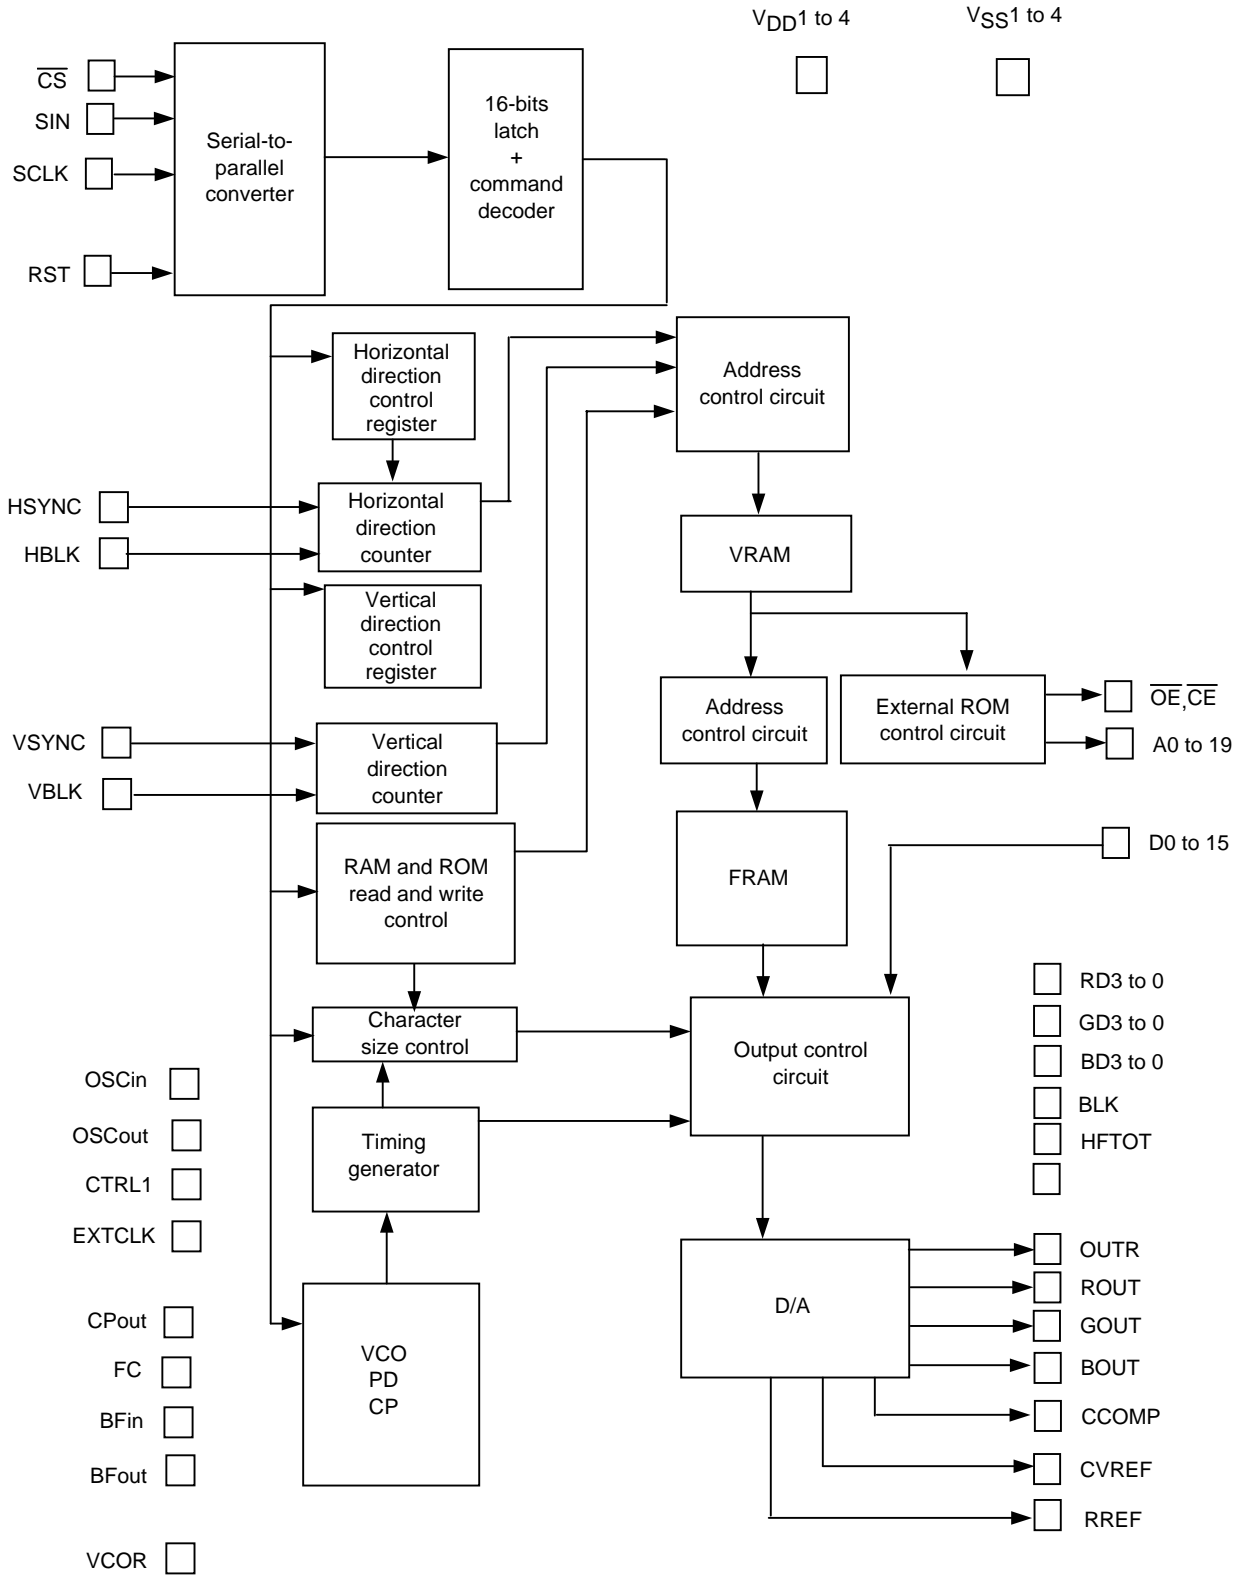 VDD1 to 4
VSS1 to 4
CS
SIN
SCLK
RST
Serial-to-
parallel
converter
16-bits
latch
+
command
decoder
Horizontal
direction
control
register
Address
control circuit
HSYNC
HBLK
Horizontal
direction
counter
VRAM
Vertical
direction
control
register
Address
control circuit
External ROM
control circuit
OE,CE
A0 to 19
VSYNC
VBLK
Vertical
direction
counter
RAM and ROM
read and write
control
FRAM
D0 to 15
Character
size control
Output control
circuit
RD3 to 0
GD3 to 0
BD3 to 0
BLK
HFTOT
OSCin
OSCout
CTRL1
EXTCLK
Timing
generator
CPout
FC
BFin
BFout
VCOR
VCO
PD
CP
D/A
OUTR
ROUT
GOUT
BOUT
CCOMP
CVREF
RREF